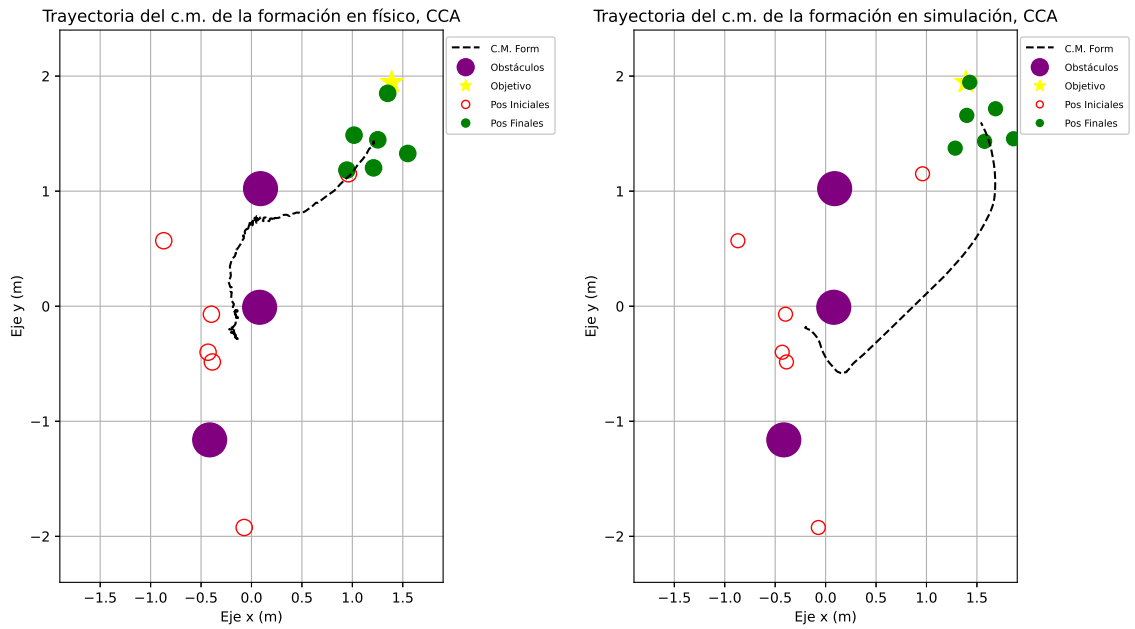 Trayectoria del c.m. de la formación en físico, CCA
C.M. Form
Obstáculos
Objetivo
Pos Iniciales
Pos Finales
Eje y (m)
2
1
0
−1
−2
−1.5 −1.0 −0.5 0.0 0.5 1.0 1.5
Eje x (m)
Trayectoria del c.m. de la formación en simulación, CCA
C.M. Form
Obstáculos
Objetivo
Pos Iniciales
Pos Finales
Eje y (m)
2
1
0
−1
−2
−1.5 −1.0 −0.5 0.0 0.5 1.0 1.5
Eje x (m)